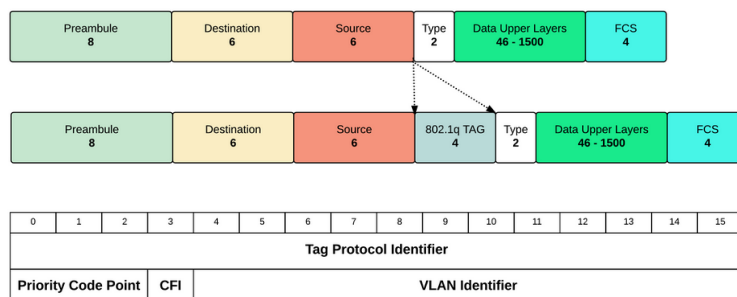 Preambule Destination Source Type Data Upper Layers FCS
8 6 6 2 46 - 1500 4
Preambule Destination Source 802.1q TAG Type Data Upper Layers FCS
8 6 6 4 2 46 - 1500 4
0 1 2 3 4 5 6 7 8 9 10 11 12 13 14 15
Tag Protocol Identifier
Priority Code Point CFI VLAN Identifier